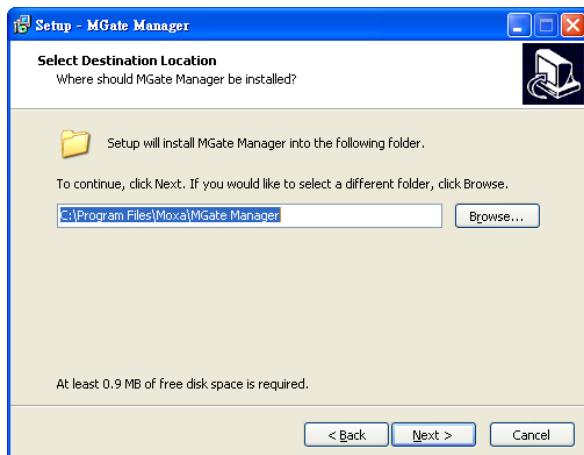 Setup - MGate Manager
Select Destination Location
Where should MGate Manager be installed?
Setup will install MGate Manager into the following folder.
To continue, click Next. If you would like to select a different folder, click Browse.
C:\Program Files\Moxa\MGate Manager
Browse...
At least 0.9 MB of free disk space is required.
< Back
Next >
Cancel